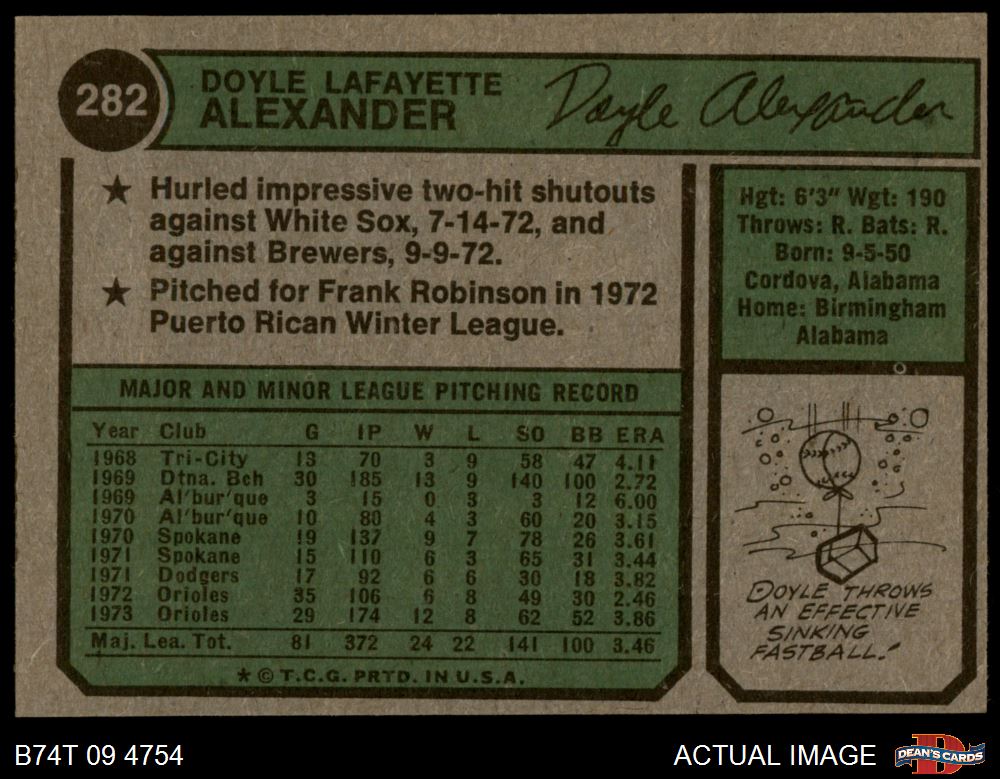 282
DOYLE LAFAYETTE
ALEXANDER
Doyle Alexander
★ Hurled impressive two-hit shutouts
against White Sox, 7-14-72, and
against Brewers, 9-9-72.
★ Pitched for Frank Robinson in 1972
Puerto Rican Winter League.
Hgt: 6'3" Wgt: 190
Throws: R. Bats: R.
Born: 9-5-50
Cordova, Alabama
Home: Birmingham
Alabama
MAJOR AND MINOR LEAGUE PITCHING RECORD
Year Club G IP W L SO BB ERA
1968 Tri-City 13 70 3 9 58 47 4.11
1969 Dtna. Bch 30 185 13 9 140 100 2.72
1969 Al'bur'que 3 15 0 3 3 12 6.00
1970 Al'bur'que 10 80 4 3 60 20 3.15
1970 Spokane 19 137 9 7 78 26 3.61
1971 Spokane 15 110 6 3 65 31 3.44
1971 Dodgers 17 92 6 6 30 18 3.82
1972 Orioles 35 106 6 8 49 30 2.46
1973 Orioles 29 174 12 8 62 52 3.86
Maj. Lea. Tot. 81 372 24 22 141 100 3.46
★ © T.C.G. PRTD. IN U.S.A.
DOYLE THROWS
AN EFFECTIVE
SINKING
FASTBALL.
B74T 09 4754
ACTUAL IMAGE
DEAN'S CARDS